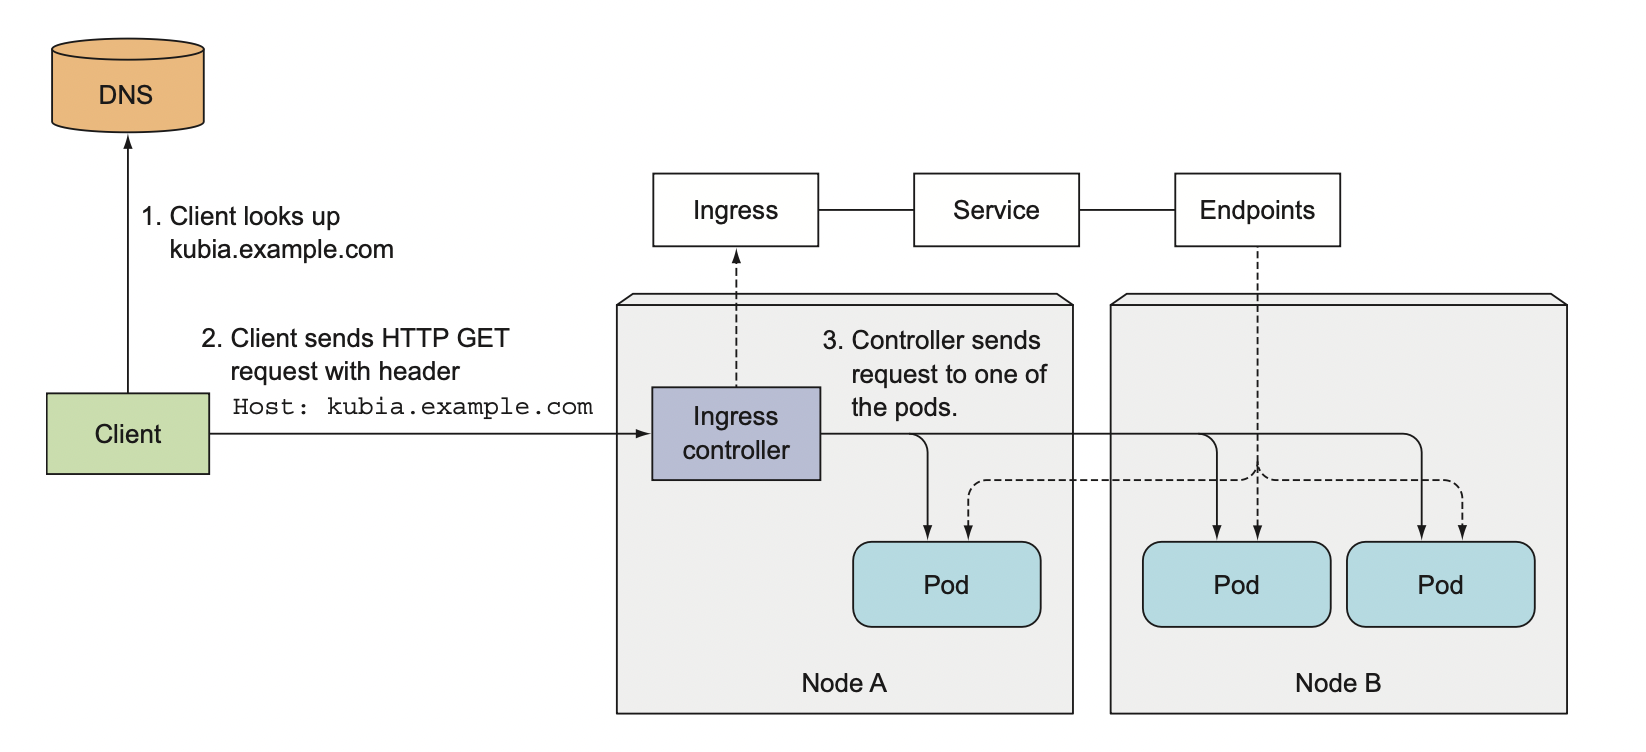 DNS
1. Client looks up
kubia.example.com
Ingress
Service
Endpoints
2. Client sends HTTP GET
request with header
Host: kubia.example.com
3. Controller sends
request to one of
the pods.
Client
Ingress
controller
Pod
Pod
Pod
Node A
Node B